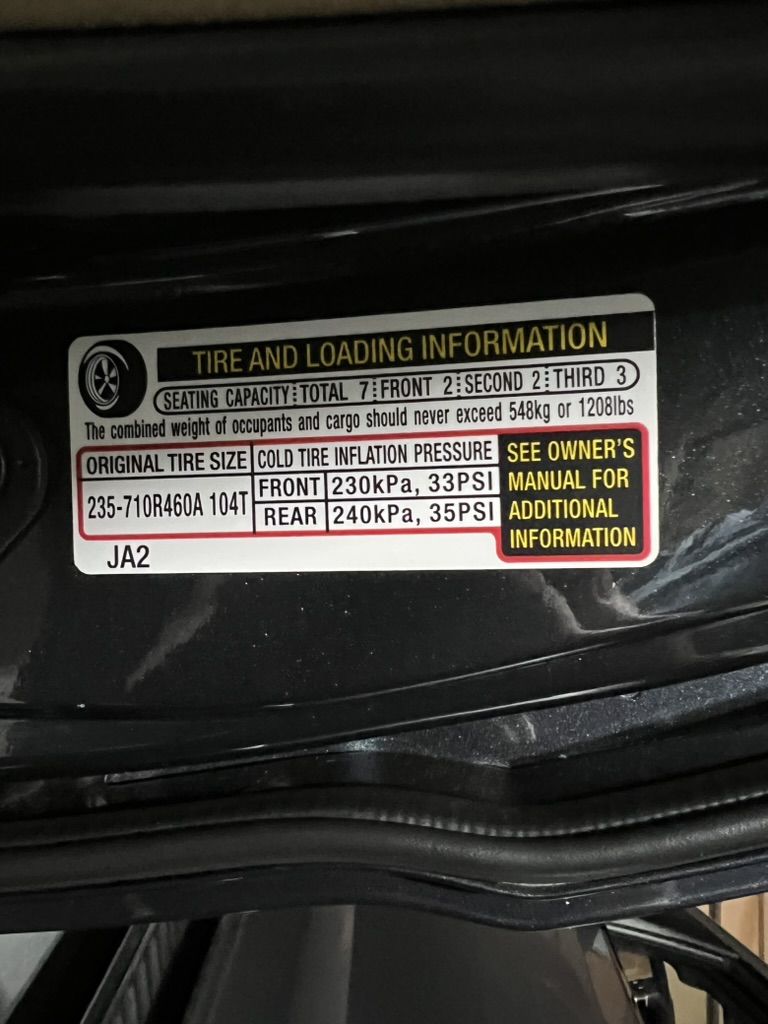 TIRE AND LOADING INFORMATION
SEATING CAPACITY TOTAL 7 FRONT 2 SECOND 2 THIRD 3
The combined weight of occupants and cargo should never exceed 548kg or 1208lbs
ORIGINAL TIRE SIZE
235-710R460A 104T
COLD TIRE INFLATION PRESSURE
FRONT 230kPa, 33PSI
REAR 240kPa, 35PSI
SEE OWNER'S
MANUAL FOR
ADDITIONAL
INFORMATION
JA2